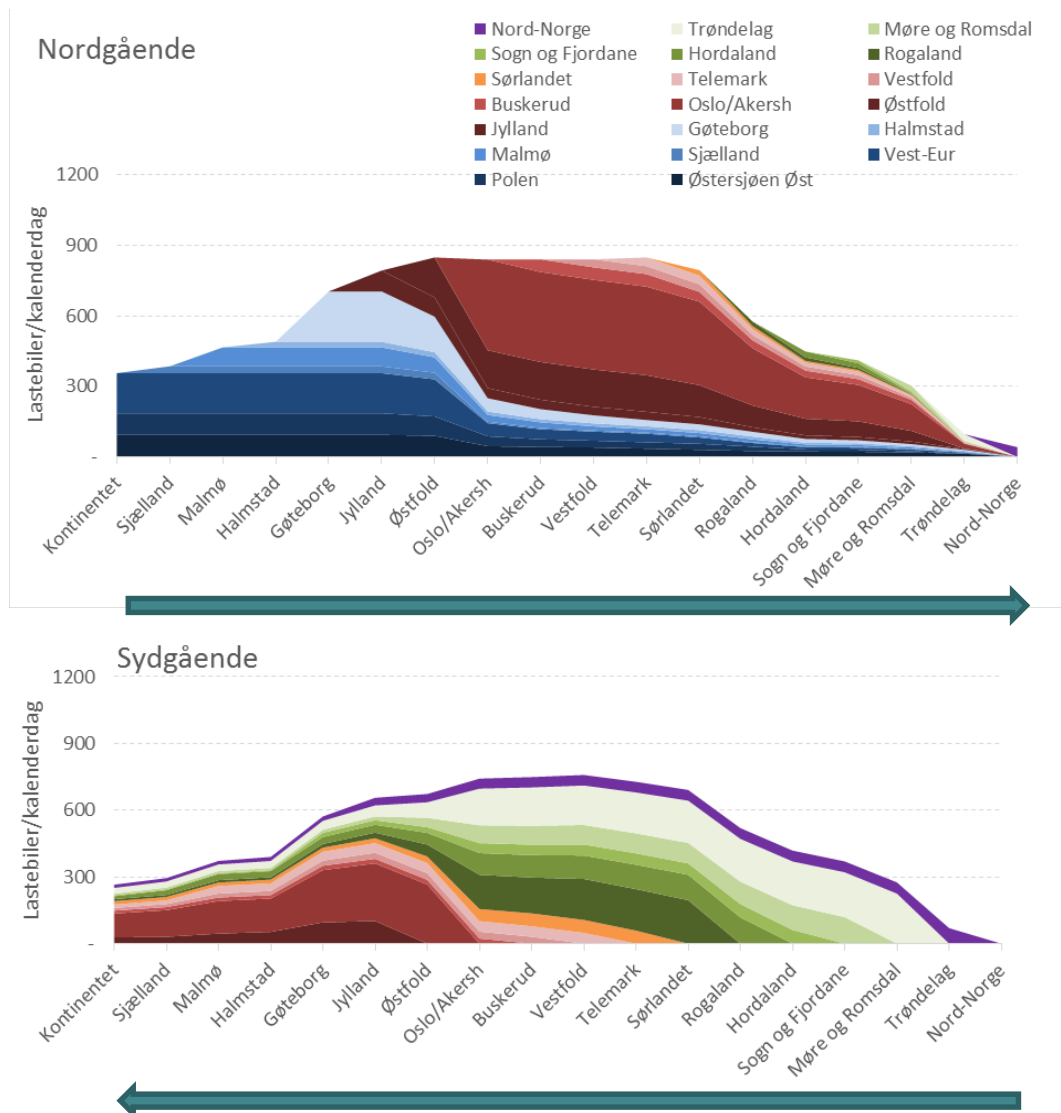 Nordgående
Nord-Norge Trøndelag Møre og Romsdal
Sogn og Fjordane Hordaland Rogaland
Sørlandet Telemark Vestfold
Buskerud Oslo/Akersh Østfold
Jylland Gøteborg Halmstad
Malmø Sjælland Vest-Eur
Polen Østersjøen Øst
Lastebiler/kalenderdag
1200
900
600
300
-
Kontinentet
Sjælland
Malmø
Halmstad
Gøteborg
Jylland
Østfold
Oslo/Akersh
Buskerud
Vestfold
Telemark
Sørlandet
Rogaland
Hordaland
Sogn og Fjordane
Møre og Romsdal
Trøndelag
Nord-Norge
Sydgående
Lastebiler/kalenderdag
1200
900
600
300
-
Kontinentet
Sjælland
Malmø
Halmstad
Gøteborg
Jylland
Østfold
Oslo/Akersh
Buskerud
Vestfold
Telemark
Sørlandet
Rogaland
Hordaland
Sogn og Fjordane
Møre og Romsdal
Trøndelag
Nord-Norge